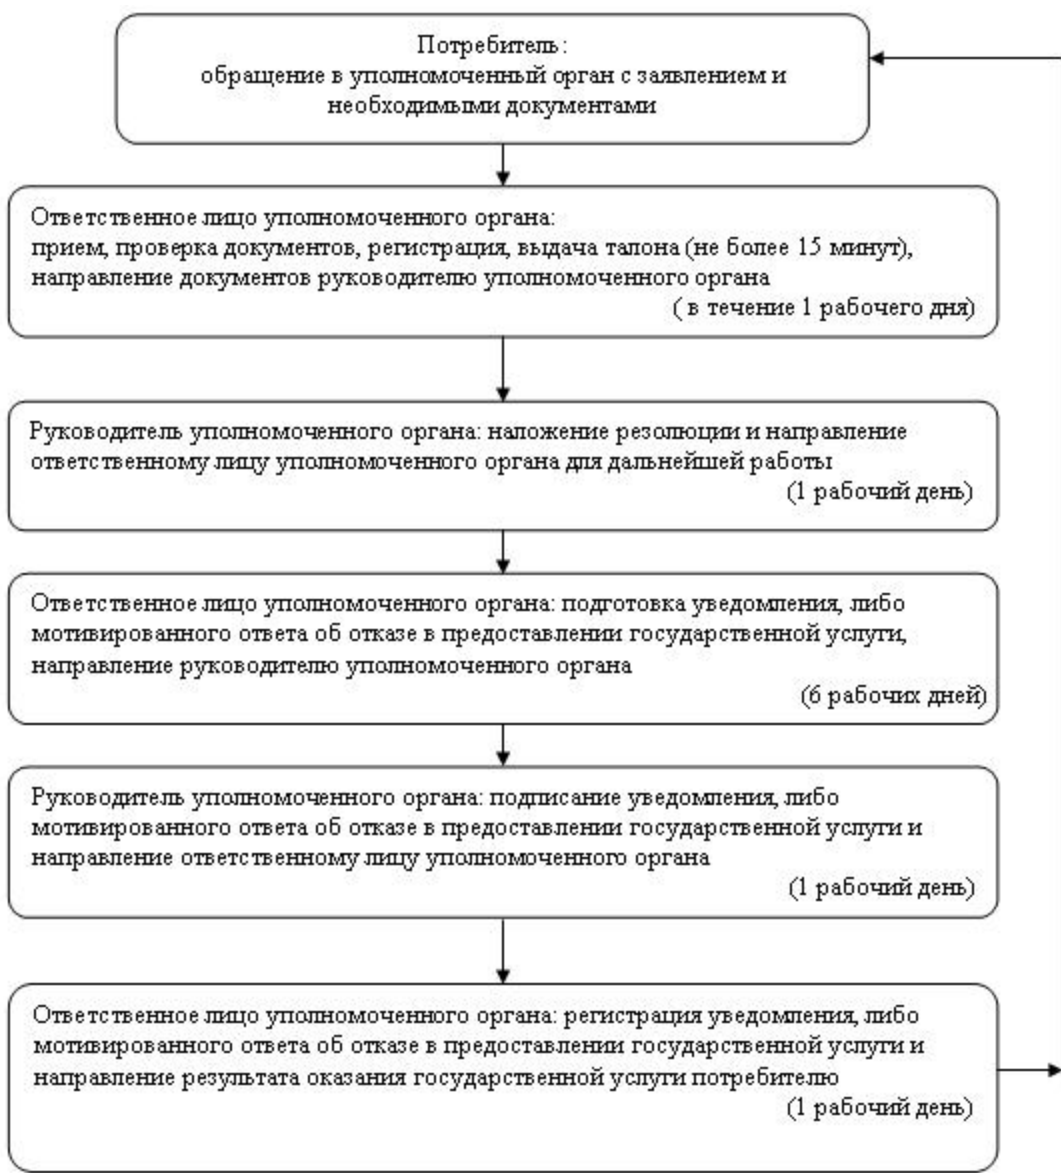 Потребитель:
обращение в уполномоченный орган с заявлением и
необходимыми документами
Ответственное лицо уполномоченного органа:
прием, проверка документов, регистрация, выдача талона (не более 15 минут),
направление документов руководителю уполномоченного органа
( в течение 1 рабочего дня)
Руководитель уполномоченного органа: наложение резолюции и направление
ответственному лицу уполномоченного органа для дальнейшей работы
(1 рабочий день)
Ответственное лицо уполномоченного органа: подготовка уведомления, либо
мотивированного ответа об отказе в предоставлении государственной услуги,
направление руководителю уполномоченного органа
(6 рабочих дней)
Руководитель уполномоченного органа: подписание уведомления, либо
мотивированного ответа об отказе в предоставлении государственной услуги и
направление ответственному лицу уполномоченного органа
(1 рабочий день)
Ответственное лицо уполномоченного органа: регистрация уведомления, либо
мотивированного ответа об отказе в предоставлении государственной услуги и
направление результата оказания государственной услуги потребителю
(1 рабочий день)